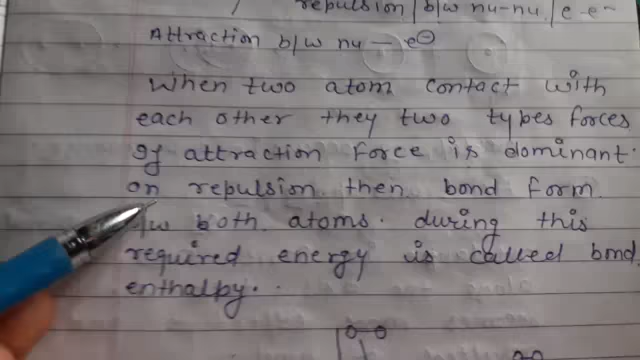 repulsion | b/w nu-nu. / e-e-
Attraction b/w nu — e⊖
When two atom contact with
each other they two types forces
If attraction force is dominant.
on repulsion then bond form
b/w both atoms. during this
required energy is called bond
enthalpy.